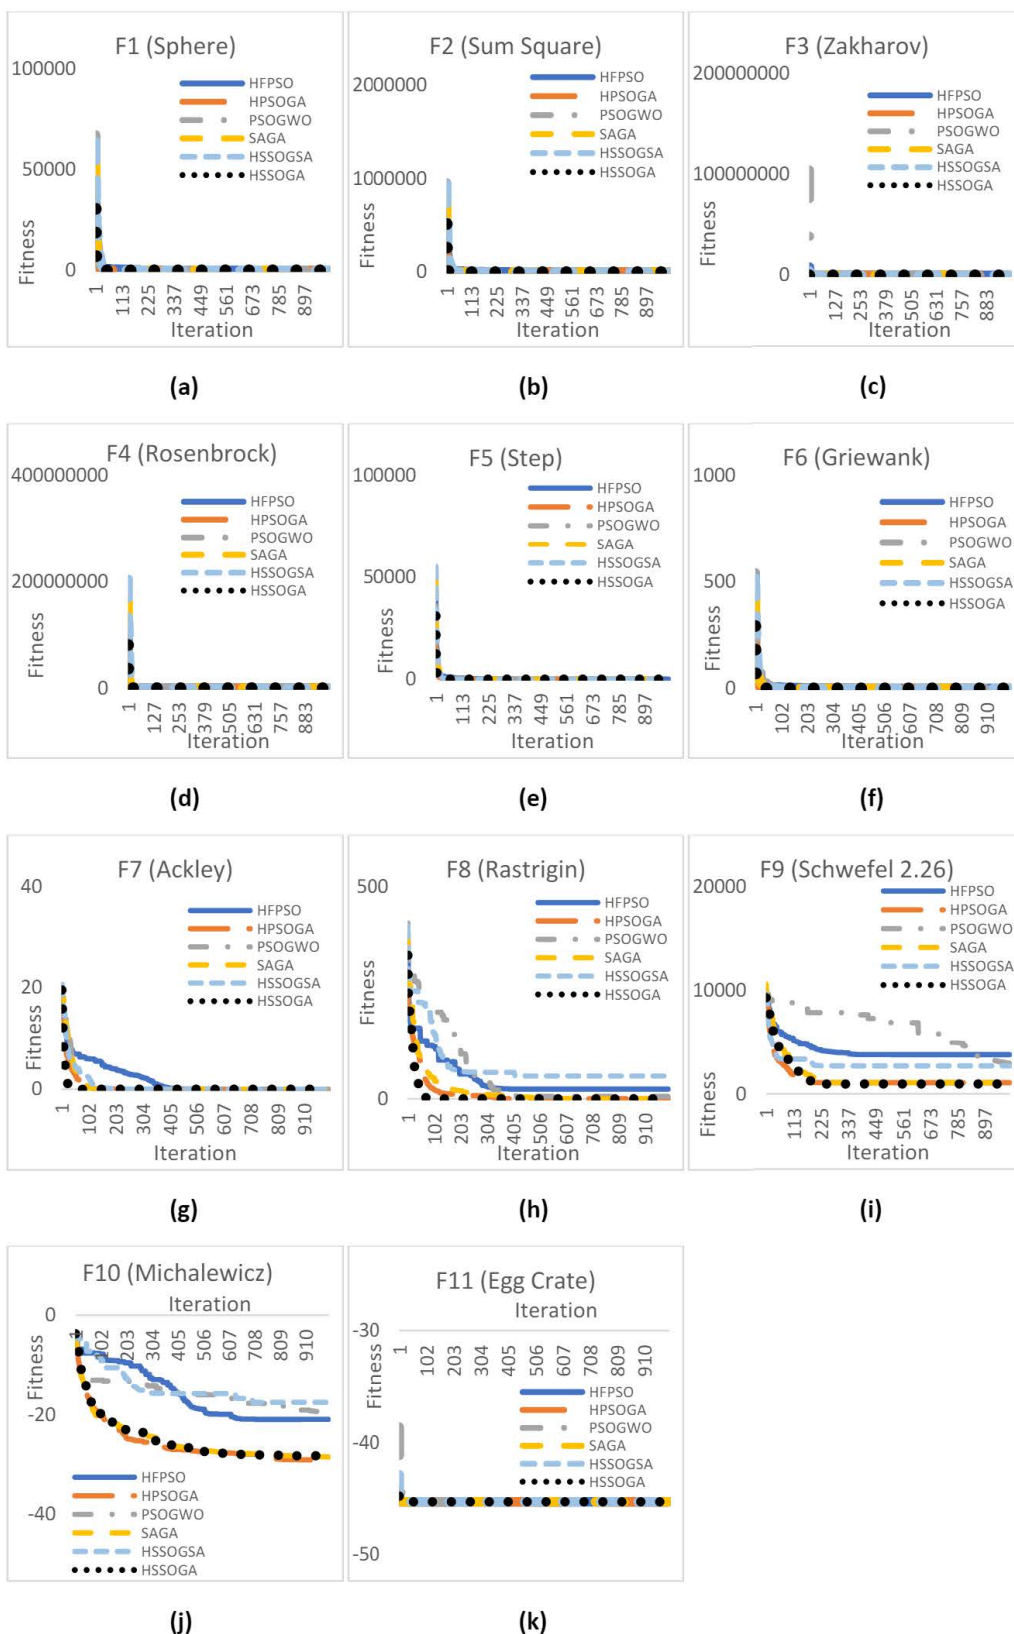 F1 (Sphere)
100000
50000
0
Fitness
HFPSO
HPSOGA
PSOGWO
SAGA
HSSOGSA
HSSOGA
1
113
225
337
449
561
673
785
897
Iteration
(a)
F2 (Sum Square)
2000000
1000000
0
Fitness
HFPSO
HPSOGA
PSOGWO
SAGA
HSSOGSA
HSSOGA
1
113
225
337
449
561
673
785
897
Iteration
(b)
F3 (Zakharov)
200000000
100000000
0
Fitness
HFPSO
HPSOGA
PSOGWO
SAGA
HSSOGSA
HSSOGA
1
127
253
379
505
631
757
883
Iteration
(c)
F4 (Rosenbrock)
400000000
200000000
0
Fitness
HFPSO
HPSOGA
PSOGWO
SAGA
HSSOGSA
HSSOGA
1
127
253
379
505
631
757
883
Iteration
(d)
F5 (Step)
100000
50000
0
Fitness
HFPSO
HPSOGA
PSOGWO
SAGA
HSSOGSA
HSSOGA
1
113
225
337
449
561
673
785
897
Iteration
(e)
F6 (Griewank)
1000
500
0
Fitness
HFPSO
HPSOGA
PSOGWO
SAGA
HSSOGSA
HSSOGA
1
102
203
304
405
506
607
708
809
910
Iteration
(f)
F7 (Ackley)
40
20
0
Fitness
HFPSO
HPSOGA
PSOGWO
SAGA
HSSOGSA
HSSOGA
1
102
203
304
405
506
607
708
809
910
Iteration
(g)
F8 (Rastrigin)
500
0
Fitness
HFPSO
HPSOGA
PSOGWO
SAGA
HSSOGSA
HSSOGA
1
102
203
304
405
506
607
708
809
910
Iteration
(h)
F9 (Schwefel 2.26)
20000
10000
0
Fitness
HFPSO
HPSOGA
PSOGWO
SAGA
HSSOGSA
HSSOGA
1
113
225
337
449
561
673
785
897
Iteration
(i)
F10 (Michalewicz)
Iteration
0
-20
-40
Fitness
1
102
203
304
405
506
607
708
809
910
HFPSO
HPSOGA
PSOGWO
SAGA
HSSOGSA
HSSOGA
(j)
F11 (Egg Crate)
Iteration
-30
-40
-50
Fitness
1
102
203
304
405
506
607
708
809
910
HFPSO
HPSOGA
PSOGWO
SAGA
HSSOGSA
HSSOGA
(k)